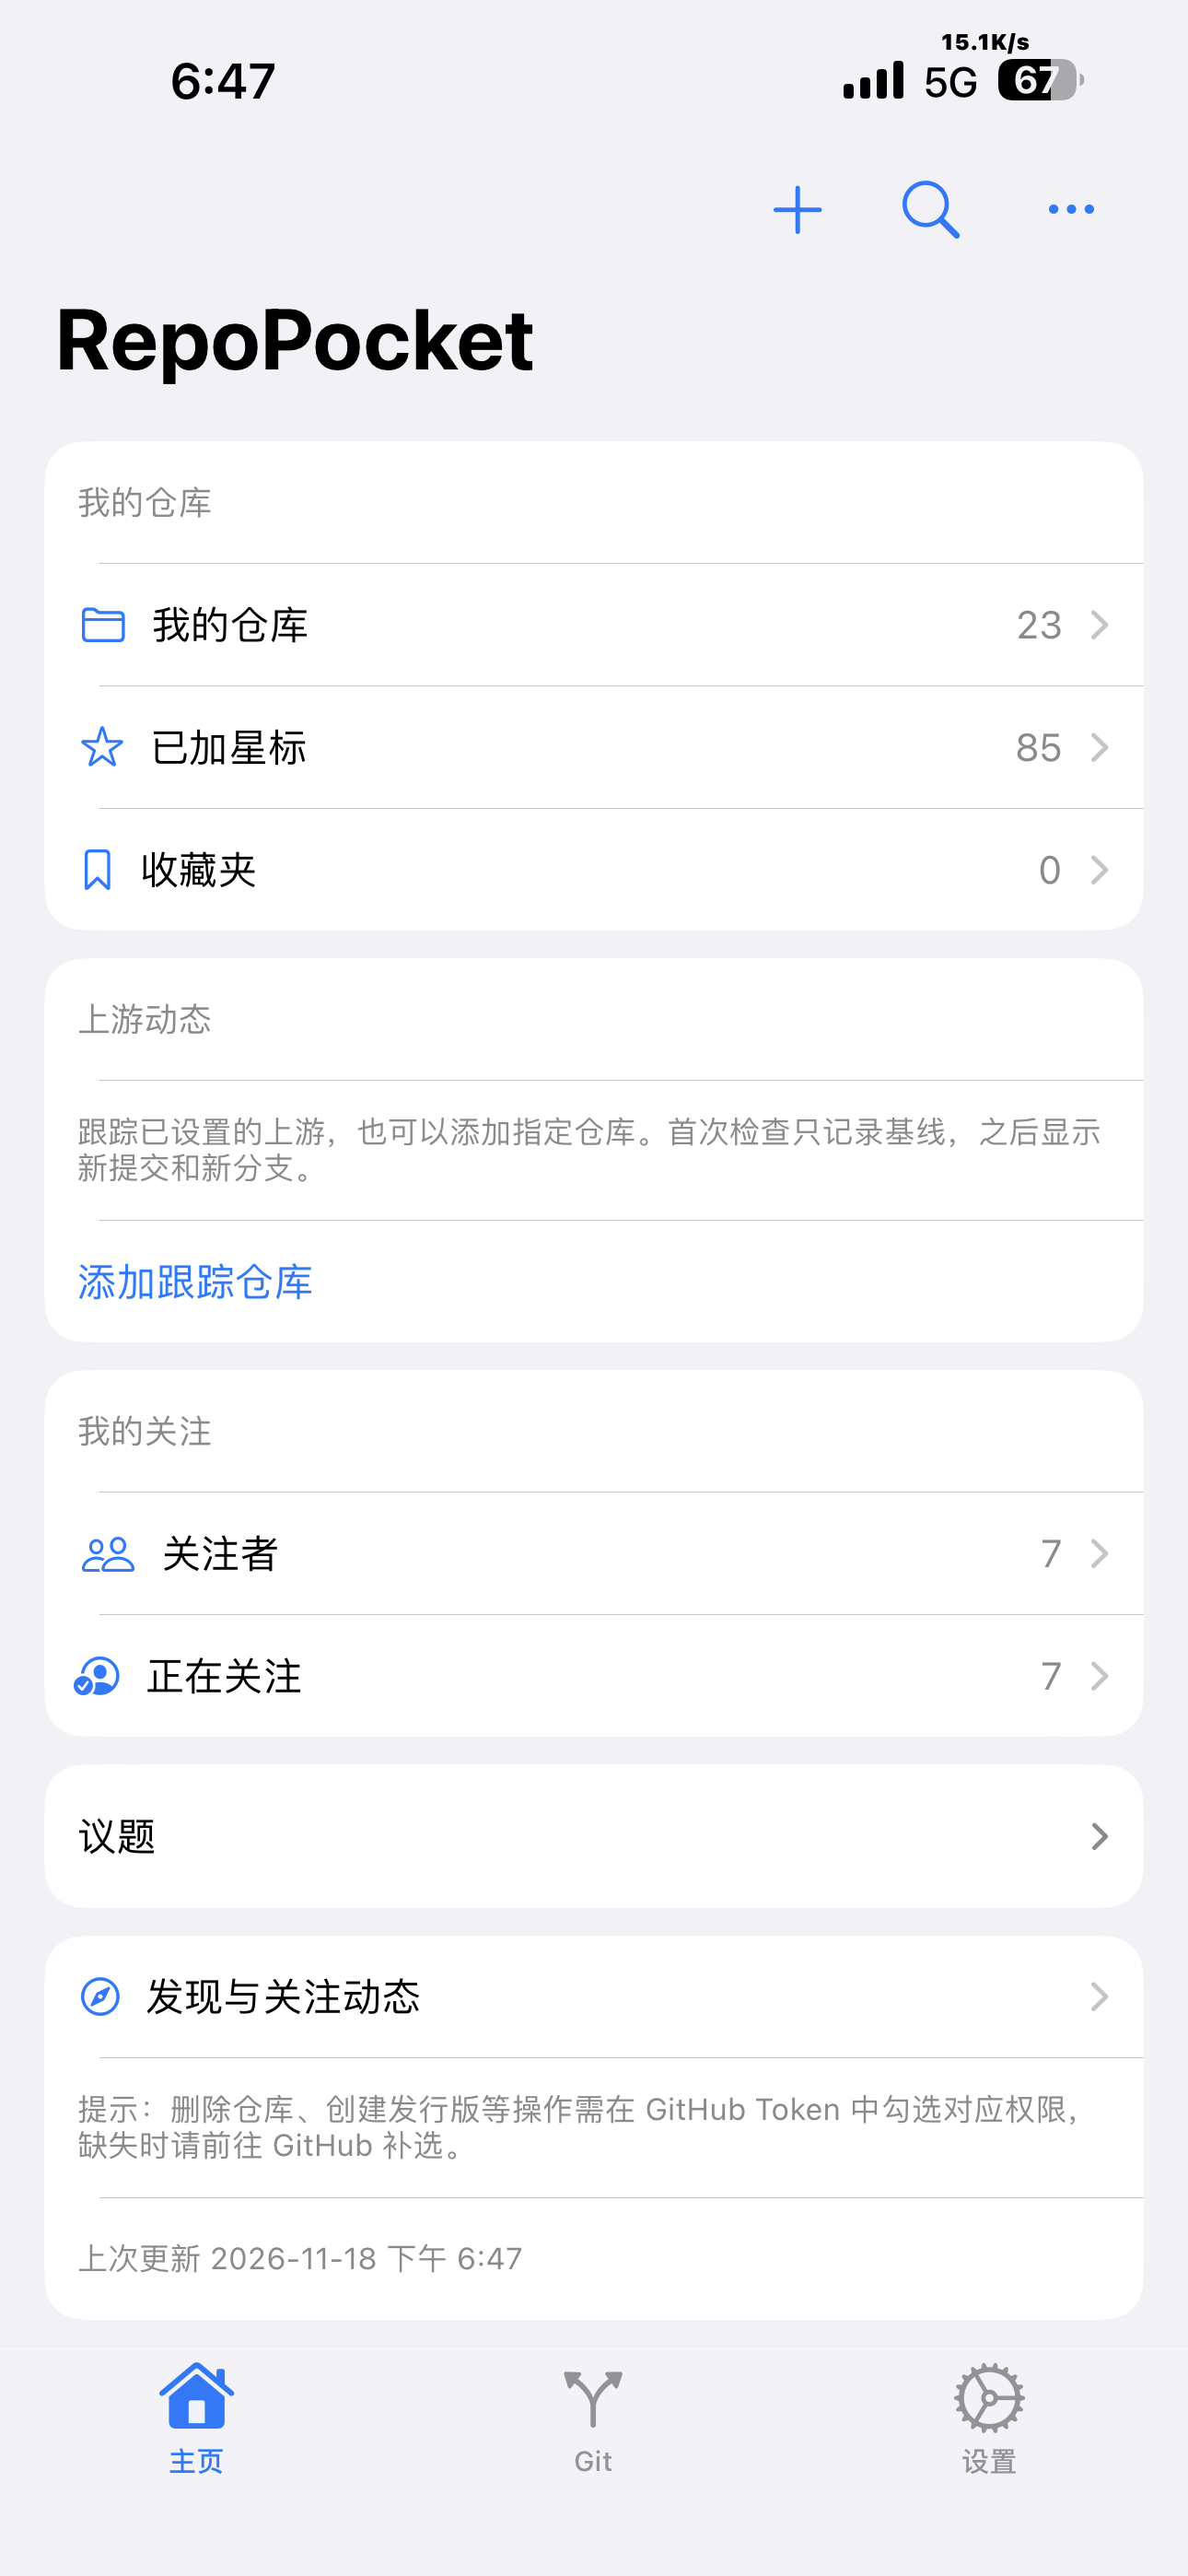 15.1K/s
6:47
5G
67
RepoPocket
我的仓库
我的仓库
23
已加星标
85
收藏夹
0
上游动态
跟踪已设置的上游，也可以添加指定仓库。首次检查只记录基线，之后显示
新提交和新分支。
添加跟踪仓库
我的关注
关注者
7
正在关注
7
议题
发现与关注动态
提示：删除仓库、创建发行版等操作需在 GitHub Token 中勾选对应权限，
缺失时请前往 GitHub 补选。
上次更新 2026-11-18 下午 6:47
主页
Git
设置